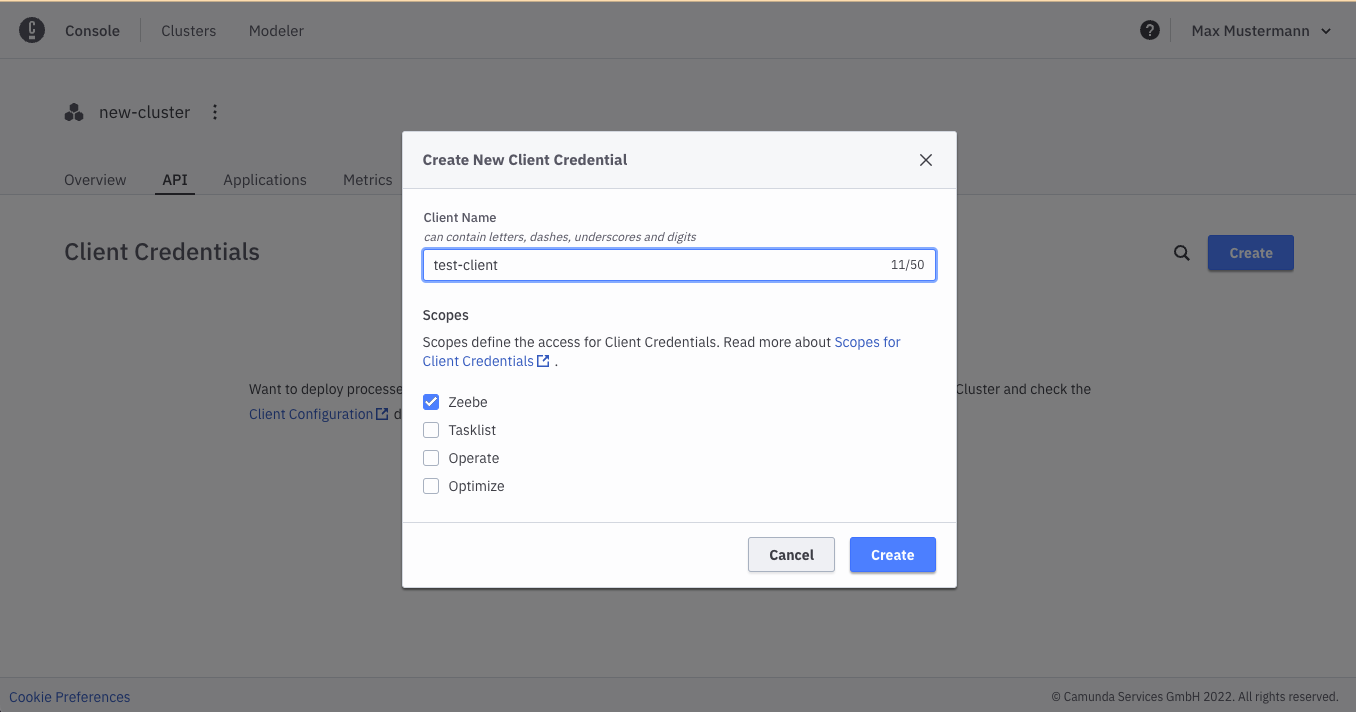 Console Clusters Modeler ? Max Mustermann
new-cluster
Overview API Applications Metrics
Client Credentials
Create
Want to deploy processe
Cluster and check the
Client Configuration d
Create New Client Credential
Client Name
can contain letters, dashes, underscores and digits
test-client 11/50
Scopes
Scopes define the access for Client Credentials. Read more about Scopes for
Client Credentials .
Zeebe
Tasklist
Operate
Optimize
Cancel Create
Cookie Preferences © Camunda Services GmbH 2022. All rights reserved.